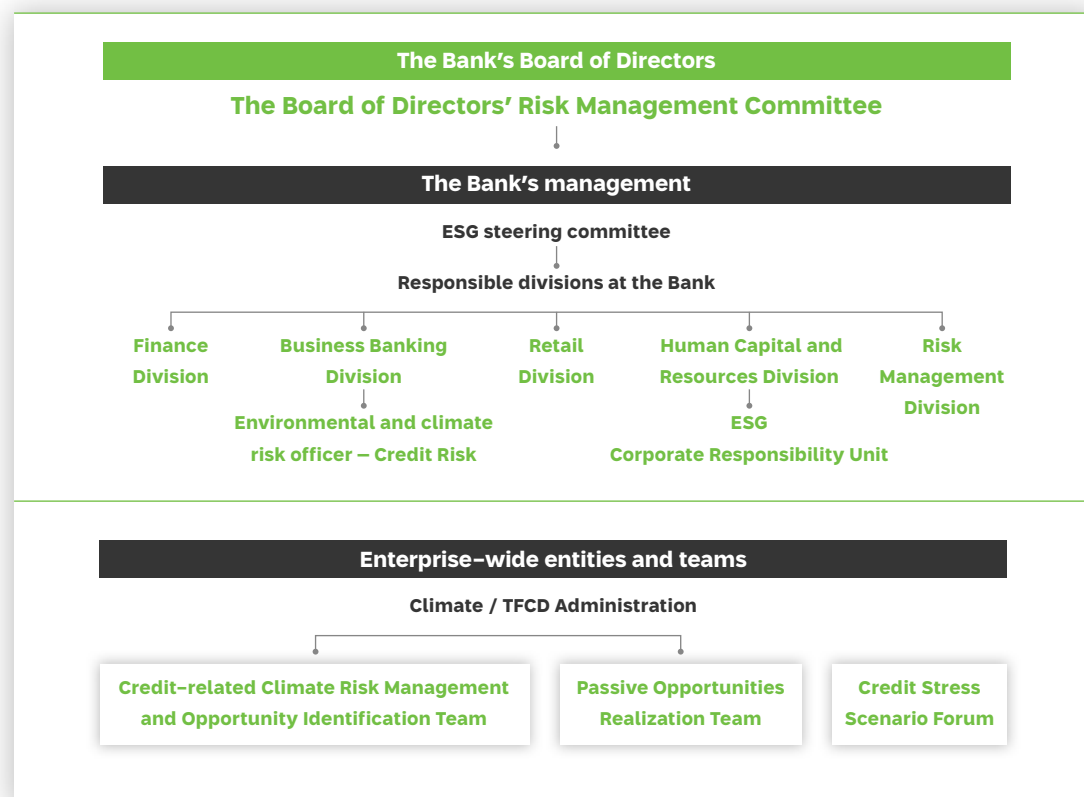 The Bank's Board of Directors
The Board of Directors' Risk Management Committee
The Bank's management
ESG steering committee
Responsible divisions at the Bank
Finance
Division
Business Banking
Division
Retail
Division
Human Capital and
Resources Division
Risk
Management
Division
Environmental and climate
risk officer – Credit Risk
ESG
Corporate Responsibility Unit
Enterprise–wide entities and teams
Climate / TFCD Administration
Credit–related Climate Risk Management
and Opportunity Identification Team
Passive Opportunities
Realization Team
Credit Stress
Scenario Forum